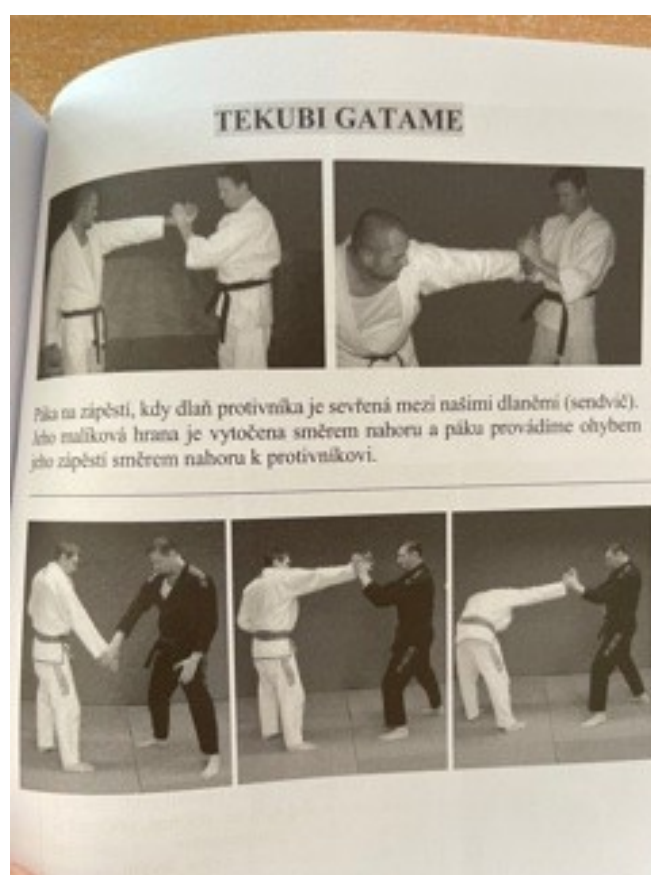 TEKUBI GATAME
Páka na zápěstí, kdy dlaň protivníka je sevřená mezi našimi dlaněmi (sendvič).
Jeho malíková hrana je vytočena směrem nahoru a páku provádíme ohybem
jeho zápěstí směrem nahoru k protivníkovi.